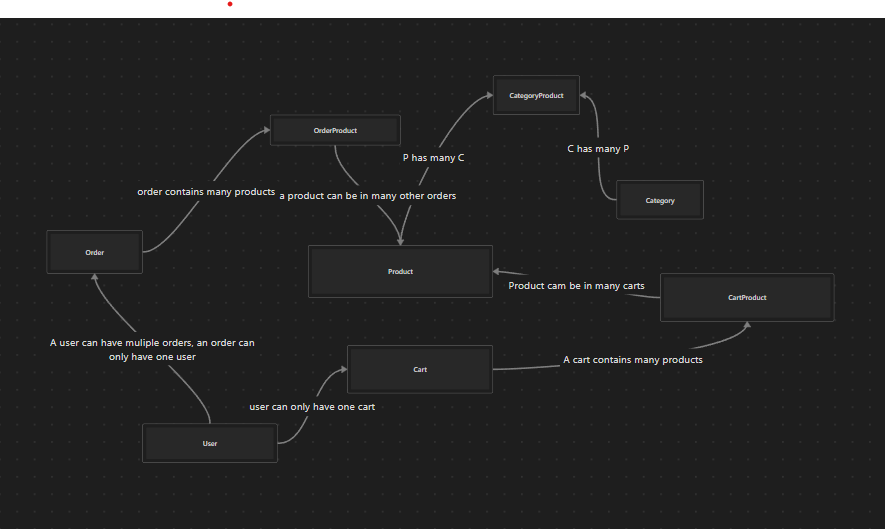 CategoryProduct
OrderProduct
C has many P
P has many C
order contains many products
a product can be in many other orders
Category
Order
Product
Product cam be in many carts
CartProduct
A user can have muliple orders, an order can
only have one user
A cart contains many products
Cart
user can only have one cart
User